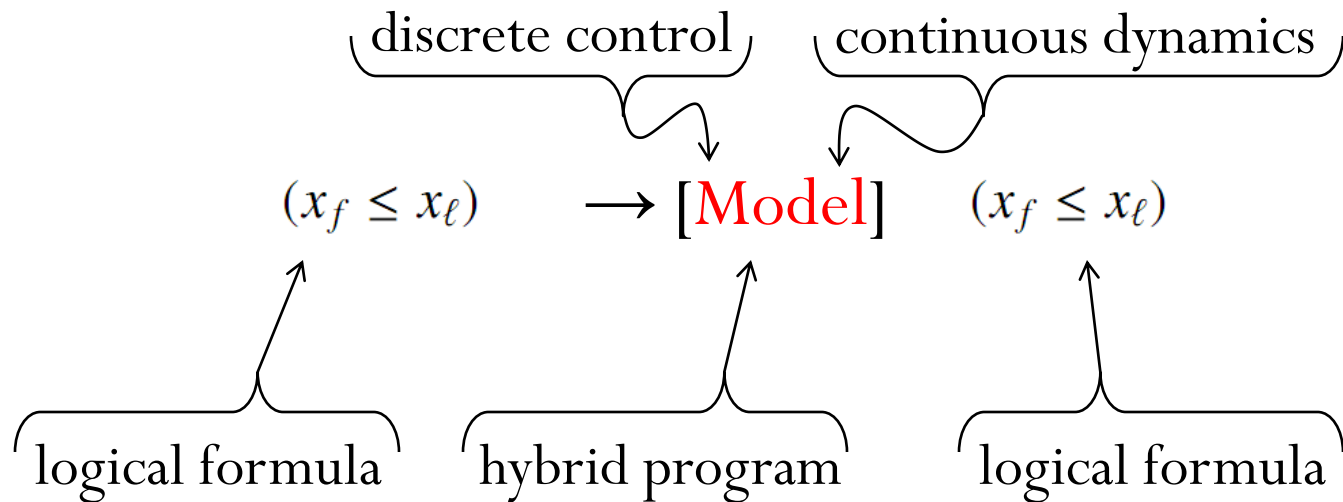 discrete control continuous dynamics
(x_f ≤ x_ℓ) → [Model] (x_f ≤ x_ℓ)
logical formula hybrid program logical formula